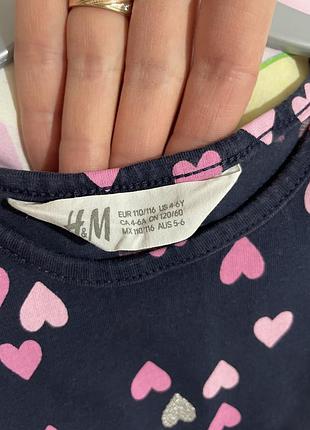 H&M
EUR 110/116 US 4-6Y
CA 4-6A CN 120/60
MX 110/116 AUS 5-6